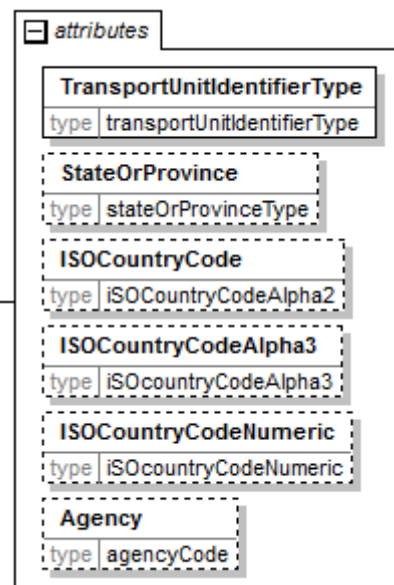 attributes
TransportUnitIdentifierType
type transportUnitIdentifierType
StateOrProvince
type stateOrProvinceType
ISOCountryCode
type iSOCountryCodeAlpha2
ISOCountryCodeAlpha3
type iSOcountryCodeAlpha3
ISOCountryCodeNumeric
type iSOcountryCodeNumeric
Agency
type agencyCode